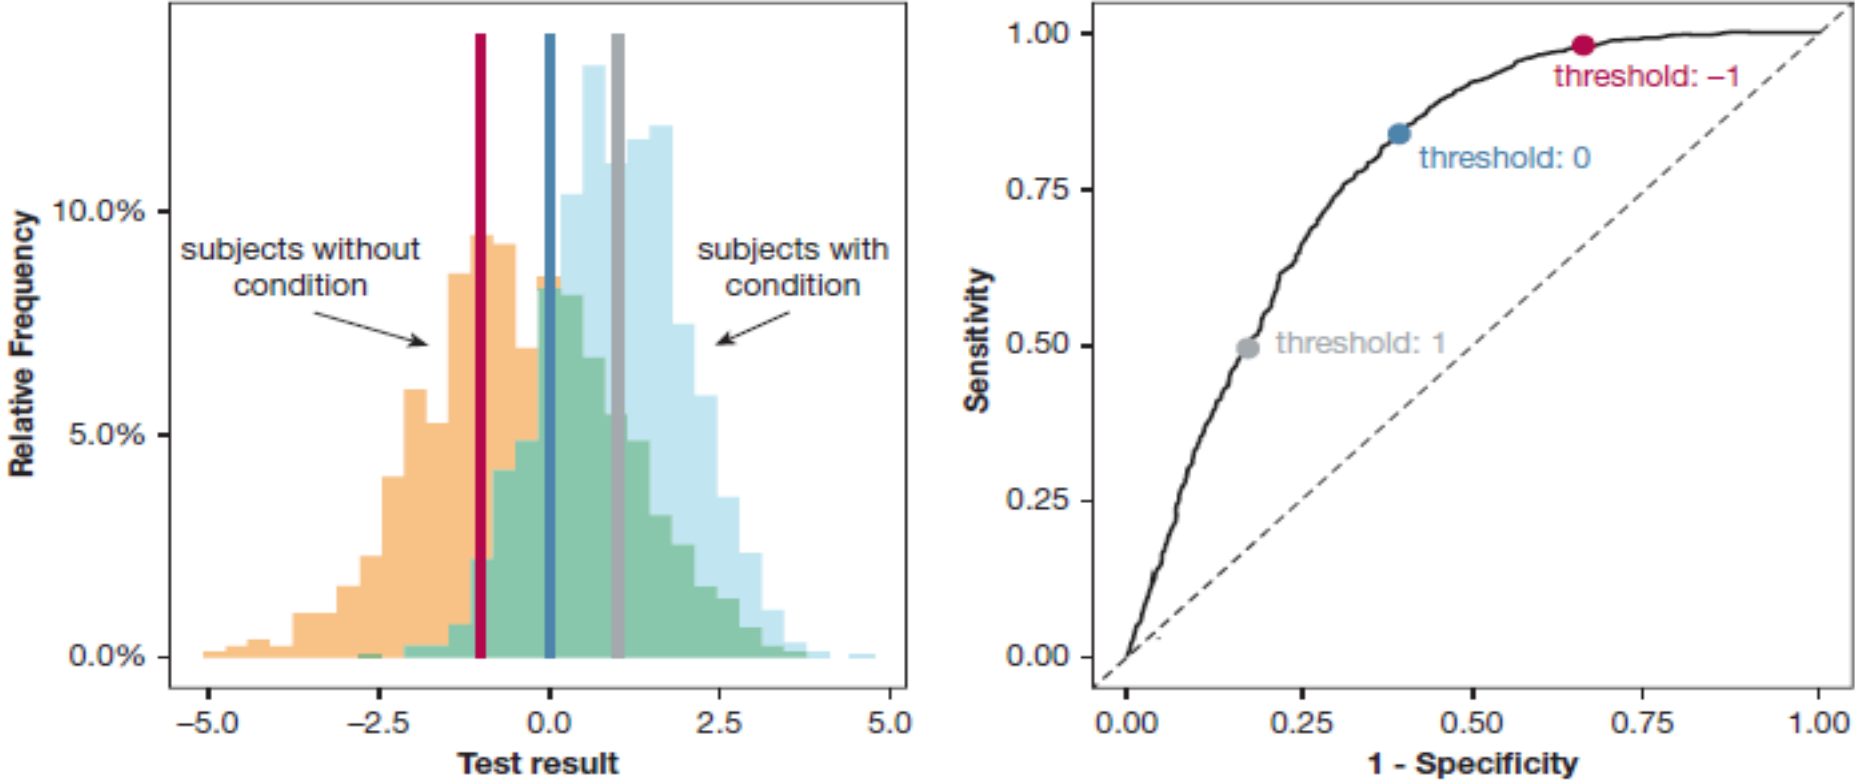 Relative Frequency
10.0%
5.0%
0.0%
subjects without
condition
subjects with
condition
–5.0
–2.5
0.0
2.5
5.0
Test result
Sensitivity
1.00
0.75
0.50
0.25
0.00
threshold: –1
threshold: 0
threshold: 1
0.00
0.25
0.50
0.75
1.00
1 - Specificity